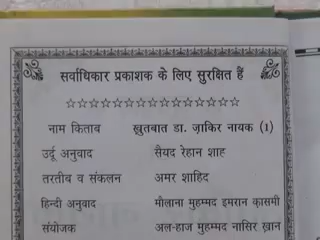 सर्वाधिकार प्रकाशक के लिए सुरक्षित हैं
☆☆☆☆☆☆☆☆☆☆☆☆☆☆☆
नाम किताब ख़ुतबात डा. ज़ाकिर नायक (1)
उर्दू अनुवाद सैयद रेहान शाह
तरतीब व संकलन अमर शाहिद
हिन्दी अनुवाद मौलाना मुहम्मद इमरान क़ासमी
संयोजक अल-हाज मुहम्मद नासिर ख़ान